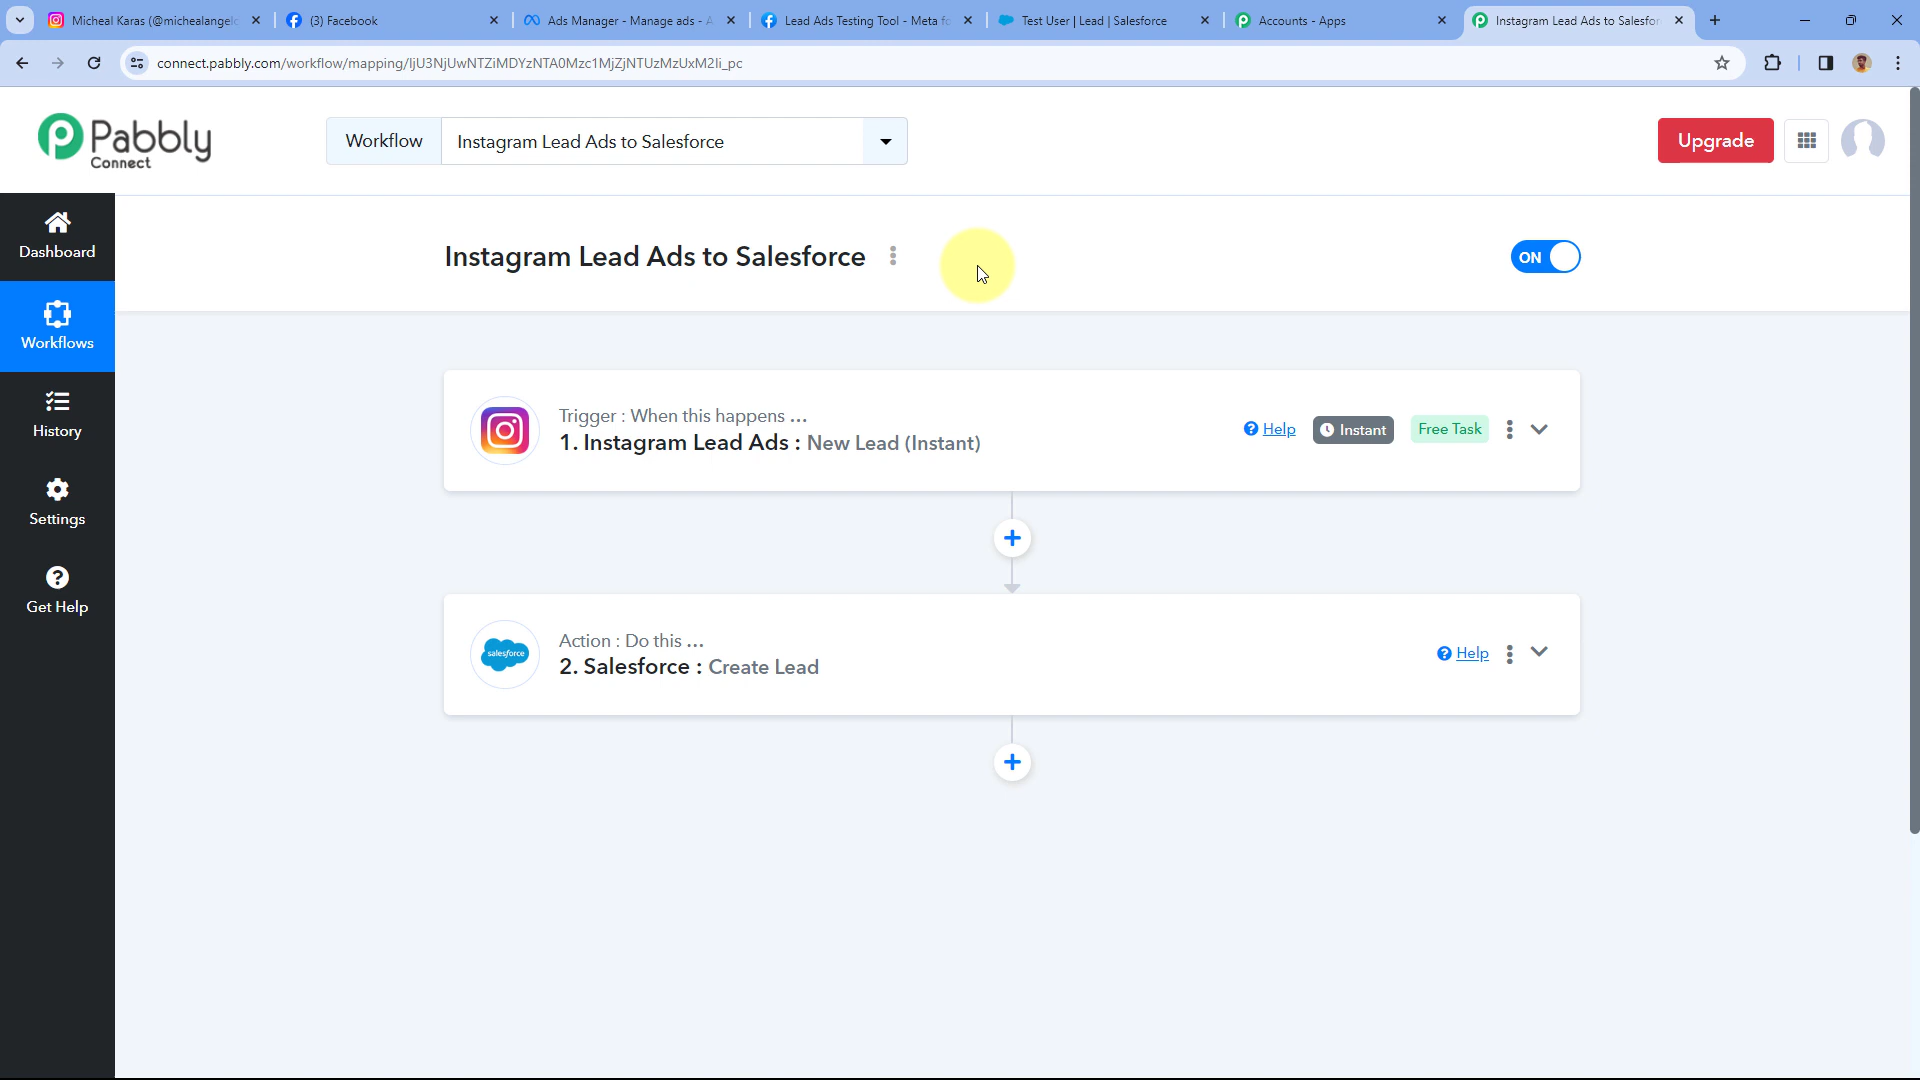 Micheal Karas (@michealangelo
(3) Facebook
Ads Manager - Manage ads - A
Lead Ads Testing Tool - Meta fo
Test User | Lead | Salesforce
Accounts - Apps
Instagram Lead Ads to Salesfor
connect.pabbly.com/workflow/mapping/IjU3NjUwNTZiMDYzNTA0Mzc1MjZjNTUzMzUxM2Ii_pc
Pabbly
Connect
Workflow
Instagram Lead Ads to Salesforce
Upgrade
Dashboard
Workflows
History
Settings
Get Help
Instagram Lead Ads to Salesforce
ON
Trigger : When this happens ...
1. Instagram Lead Ads : New Lead (Instant)
Help
Instant
Free Task
salesforce
Action : Do this ...
2. Salesforce : Create Lead
Help